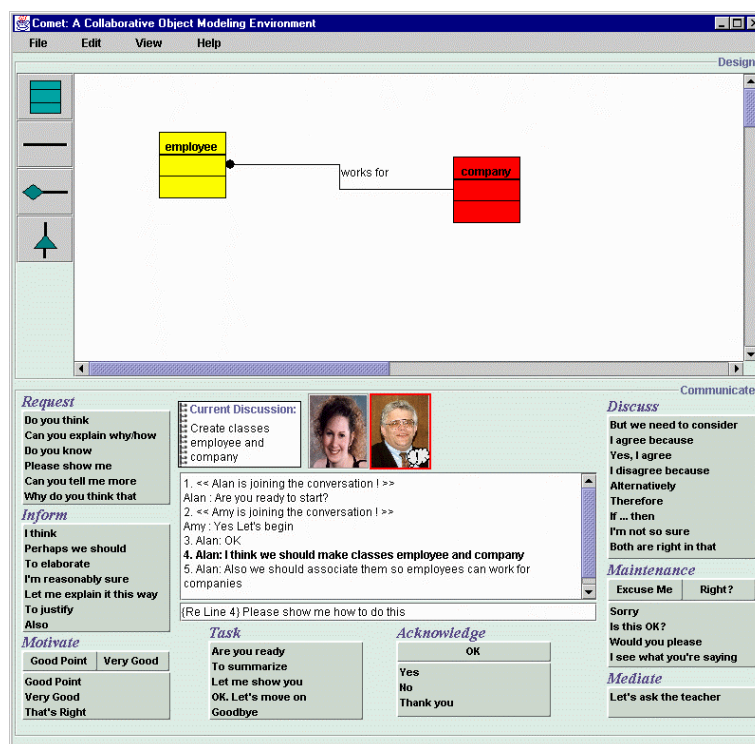 Comet: A Collaborative Object Modeling Environment
File Edit View Help
Design
employee
works for
company
Communicate
Request
Do you think
Can you explain why/how
Do you know
Please show me
Can you tell me more
Why do you think that
Inform
I think
Perhaps we should
To elaborate
I'm reasonably sure
Let me explain it this way
To justify
Also
Motivate
Good Point Very Good
Good Point
Very Good
That's Right
Current Discussion:
Create classes
employee and
company
1. << Alan is joining the conversation ! >>
Alan : Are you ready to start?
2. << Amy is joining the conversation ! >>
Amy : Yes Let's begin
3. Alan: OK
4. Alan: I think we should make classes employee and company
5. Alan: Also we should associate them so employees can work for
companies
{Re Line 4} Please show me how to do this
Task
Are you ready
To summarize
Let me show you
OK. Let's move on
Goodbye
Acknowledge
OK
Yes
No
Thank you
Discuss
But we need to consider
I agree because
Yes, I agree
I disagree because
Alternatively
Therefore
If ... then
I'm not so sure
Both are right in that
Maintenance
Excuse Me Right?
Sorry
Is this OK?
Would you please
I see what you're saying
Mediate
Let's ask the teacher